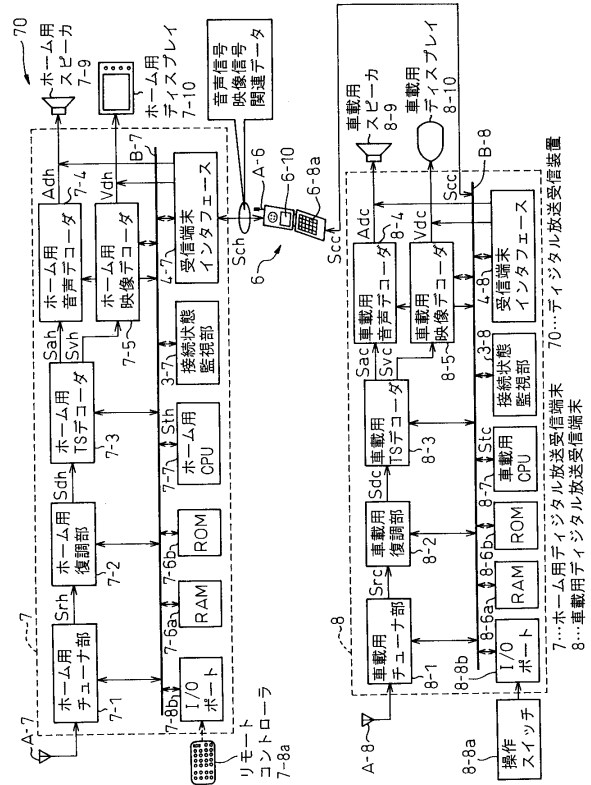 70
A-7
ホーム用
チューナ部
7-1
Srh
ホーム用
復調部
7-2
Sdh
ホーム用
TSデコーダ
7-3
Sah
Svh
ホーム用
音声デコーダ
7-4
Adh
ホーム用
映像デコーダ
7-5
Vdh
ホーム用
スピーカ
7-9
ホーム用
ディスプレイ
7-10
B-7
7
リモート
コントローラ
7-8a
I/O
ポート
7-8b
RAM
7-6a
ROM
7-6b
ホーム用
CPU
7-7
Sth
接続状態
監視部
3-7
受信端末
インタフェース
4-7
Sch
音声信号
映像信号
関連データ
A-6
6-10
6-8a
6
Scc
A-8
車載用
チューナ部
8-1
Src
車載用
復調部
8-2
Sdc
車載用
TSデコーダ
8-3
Sac
Svc
車載用
音声デコーダ
8-4
Adc
車載用
映像デコーダ
8-5
Vdc
車載用
スピーカ
8-9
車載用
ディスプレイ
8-10
Scc
B-8
8
操作
スイッチ
8-8a
I/O
ポート
8-8b
RAM
8-6a
ROM
8-6b
車載用
CPU
8-7
Stc
接続状態
監視部
3-8
受信端末
インタフェース
4-8
7…ホーム用ディジタル放送受信端末
8…車載用ディジタル放送受信端末
70…ディジタル放送受信装置